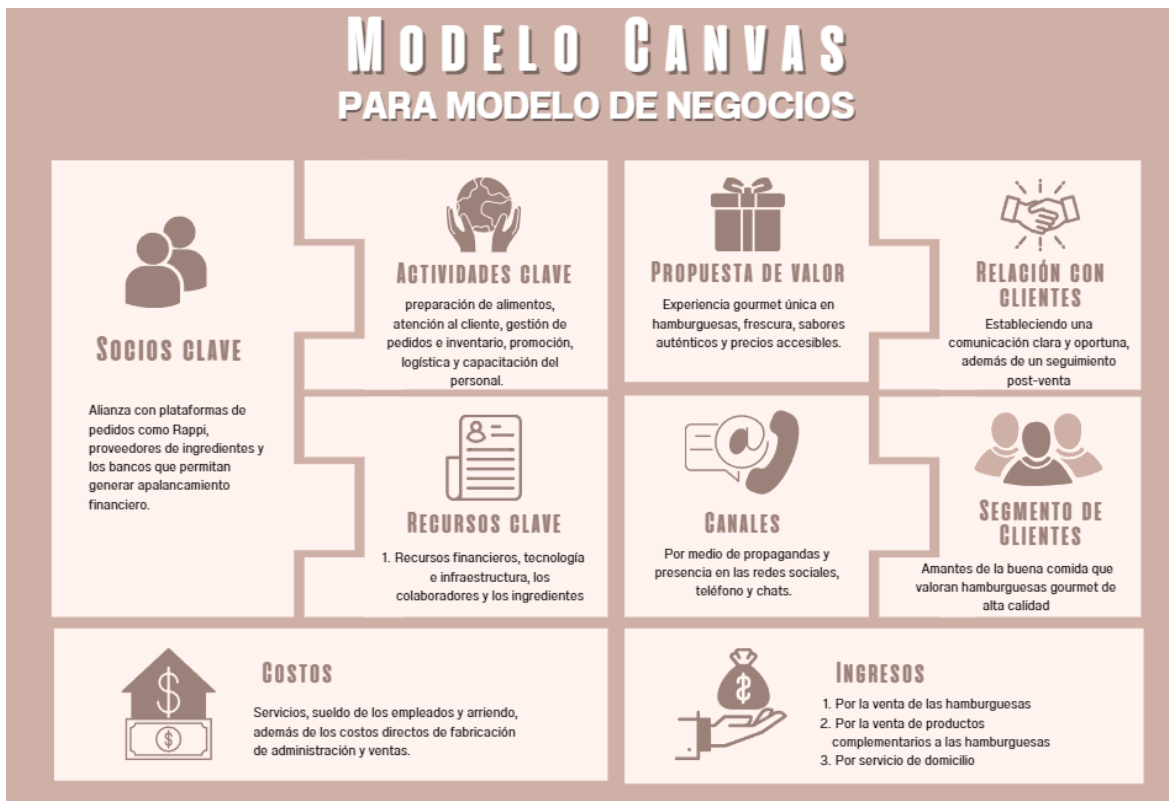 MODELO CANVAS
PARA MODELO DE NEGOCIOS
SOCIOS CLAVE
Alianza con plataformas de
pedidos como Rappi,
proveedores de ingredientes y
los bancos que permitan
generar apalancamiento
financiero.
ACTIVIDADES CLAVE
preparación de alimentos,
atención al cliente, gestión de
pedidos e inventario, promoción,
logística y capacitación del
personal.
RECURSOS CLAVE
1. Recursos financieros, tecnología
e infraestructura, los
colaboradores y los ingredientes
PROPUESTA DE VALOR
Experiencia gourmet única en
hamburguesas, frescura, sabores
auténticos y precios accesibles.
CANALES
Por medio de propagandas y
presencia en las redes sociales,
teléfono y chats.
RELACIÓN CON
CLIENTES
Estableciendo una
comunicación clara y oportuna,
además de un seguimiento
post-venta
SEGMENTO DE
CLIENTES
Amantes de la buena comida que
valoran hamburguesas gourmet de
alta calidad
COSTOS
Servicios, sueldo de los empleados y arriendo,
además de los costos directos de fabricación
de administración y ventas.
INGRESOS
1. Por la venta de las hamburguesas
2. Por la venta de productos
complementarios a las hamburguesas
3. Por servicio de domicilio